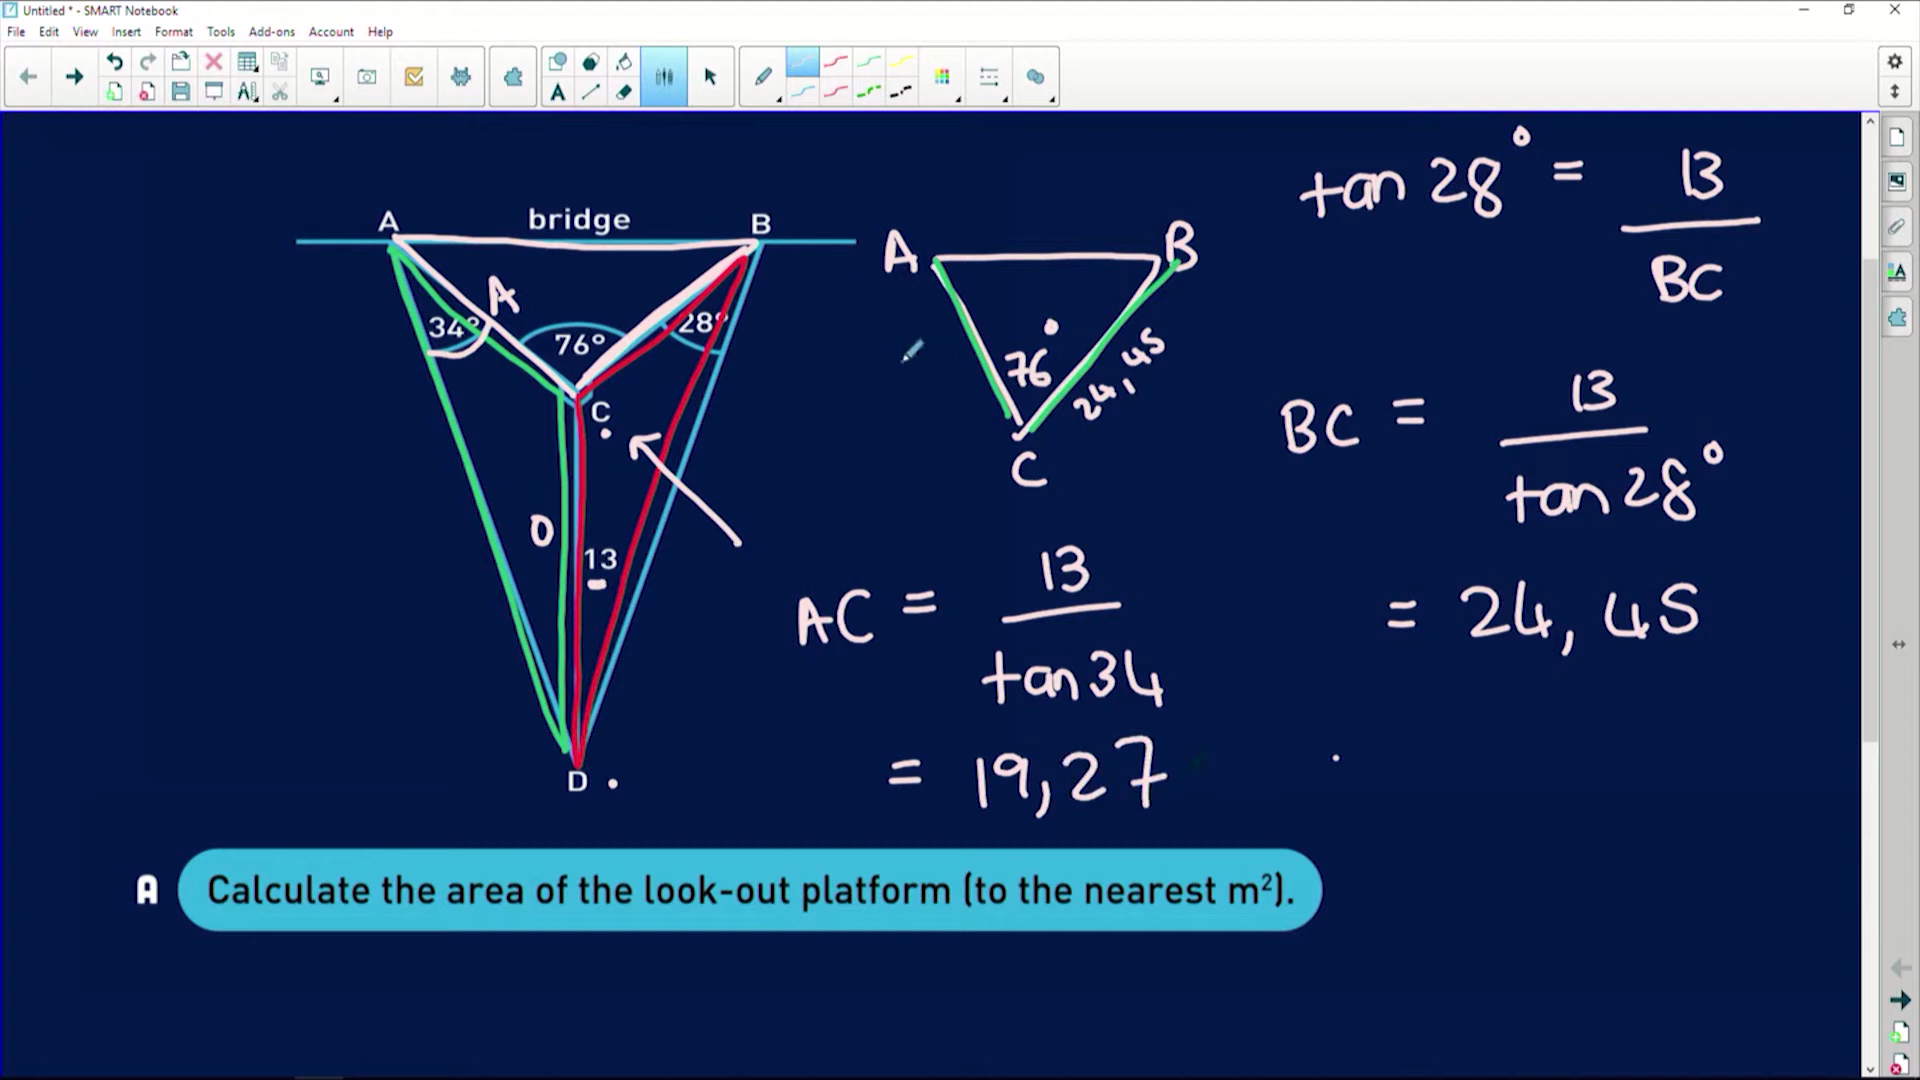 Untitled * - SMART Notebook
File Edit View Insert Format Tools Add-ons Account Help
A bridge B
A
34°
76°
28°
C
O
13
D
A B
76°
24,45
C
tan 28° = 13
BC
BC = 13
tan 28°
= 24,45
AC = 13
tan 34
= 19,27
A Calculate the area of the look-out platform (to the nearest m²).